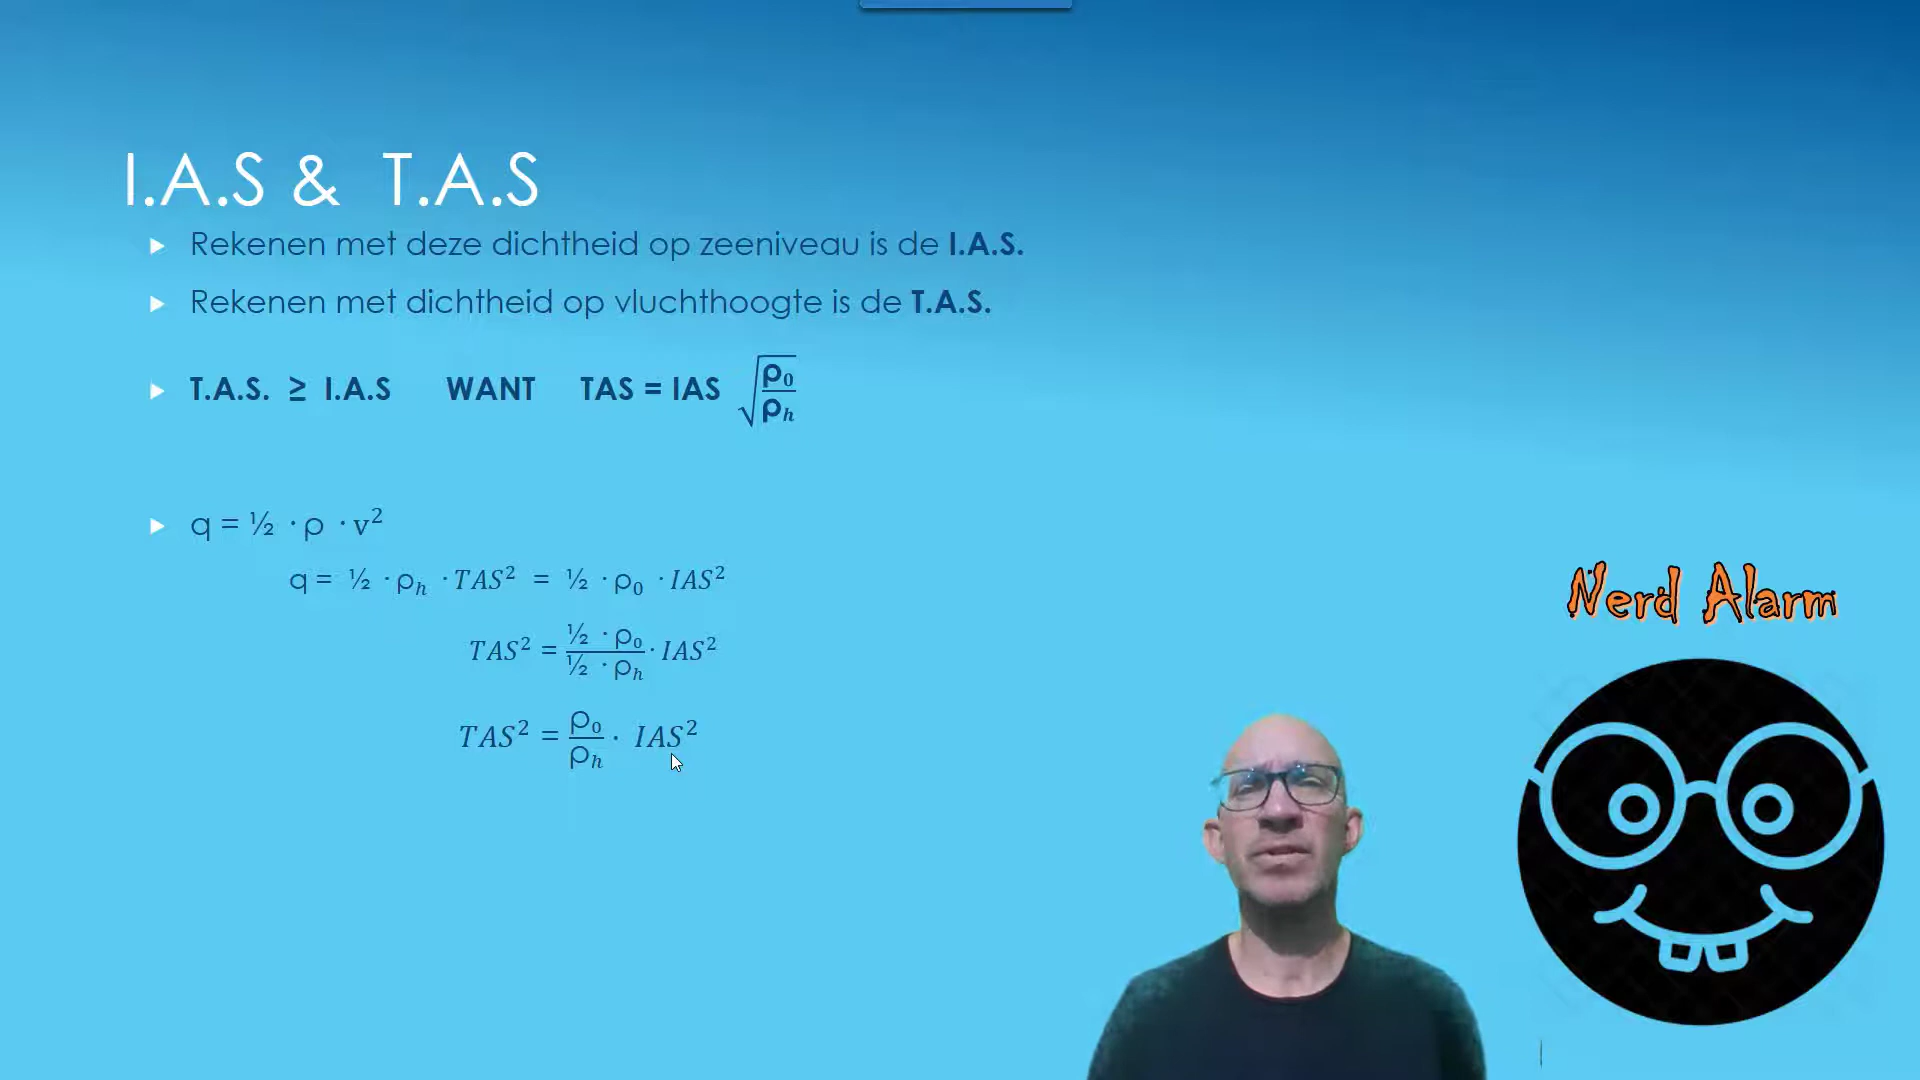 I.A.S & T.A.S
Rekenen met deze dichtheid op zeeniveau is de I.A.S.
Rekenen met dichtheid op vluchthoogte is de T.A.S.
T.A.S. ≥ I.A.S WANT TAS = IAS √(ρ₀/ρₕ)
q = ½ · ρ · v²
q = ½ · ρₕ · TAS² = ½ · ρ₀ · IAS²
TAS² = (½ · ρ₀)/(½ · ρₕ) · IAS²
TAS² = ρ₀/ρₕ · IAS²
Nerd Alarm